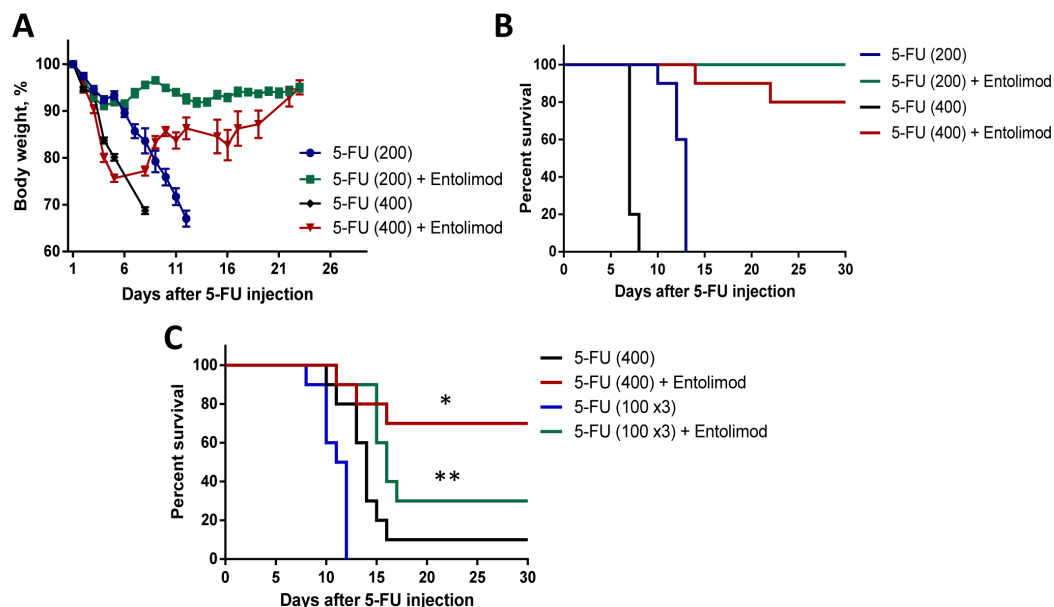 A
Body weight, %
100
90
80
70
60
1
6
11
16
21
26
Days after 5-FU injection
5-FU (200)
5-FU (200) + Entolimod
5-FU (400)
5-FU (400) + Entolimod
B
Percent survival
100
80
60
40
20
0
0
5
10
15
20
25
30
Days after 5-FU injection
5-FU (200)
5-FU (200) + Entolimod
5-FU (400)
5-FU (400) + Entolimod
C
Percent survival
100
80
60
40
20
0
0
5
10
15
20
25
30
Days after 5-FU injection
*
**
5-FU (400)
5-FU (400) + Entolimod
5-FU (100 x3)
5-FU (100 x3) + Entolimod